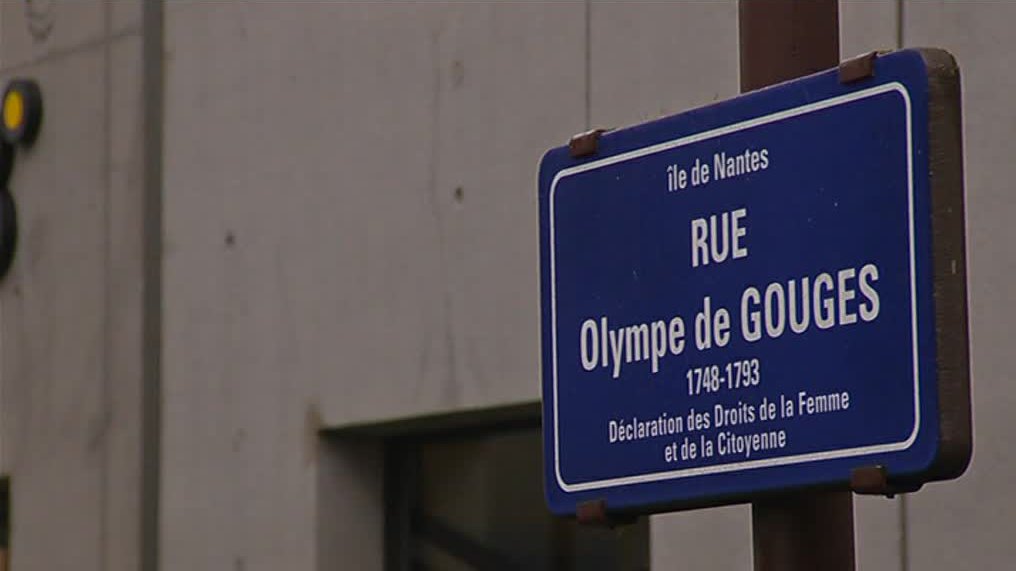 île de Nantes
RUE
Olympe de GOUGES
1748-1793
Déclaration des Droits de la Femme
et de la Citoyenne